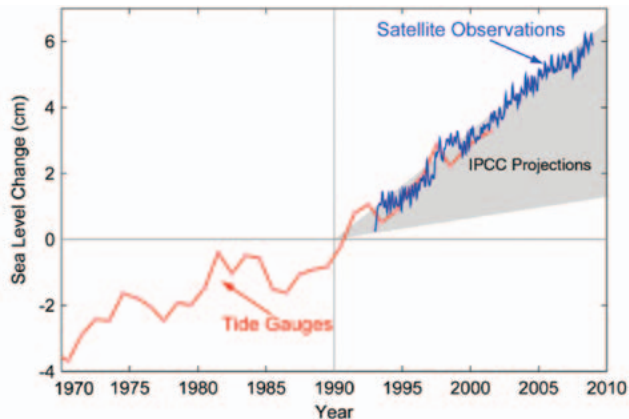 Satellite Observations
IPCC Projections
Tide Gauges
Sea Level Change (cm)
6
4
2
0
-2
-4
1970 1975 1980 1985 1990 1995 2000 2005 2010
Year